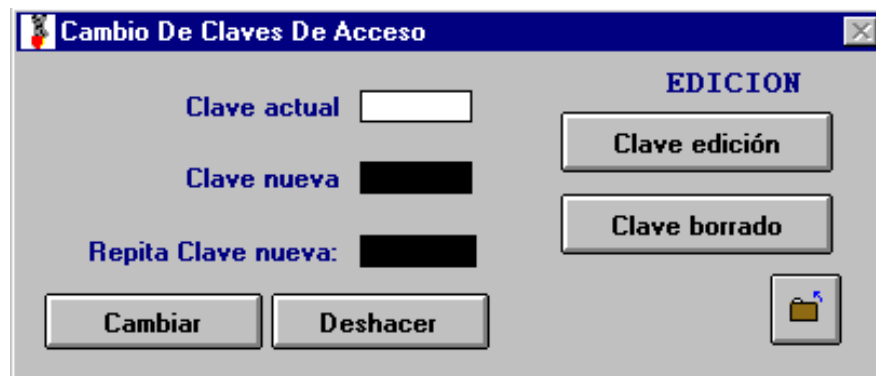 Cambio De Claves De Acceso
EDICION
Clave actual
Clave edición
Clave nueva
Clave borrado
Repita Clave nueva:
Cambiar
Deshacer